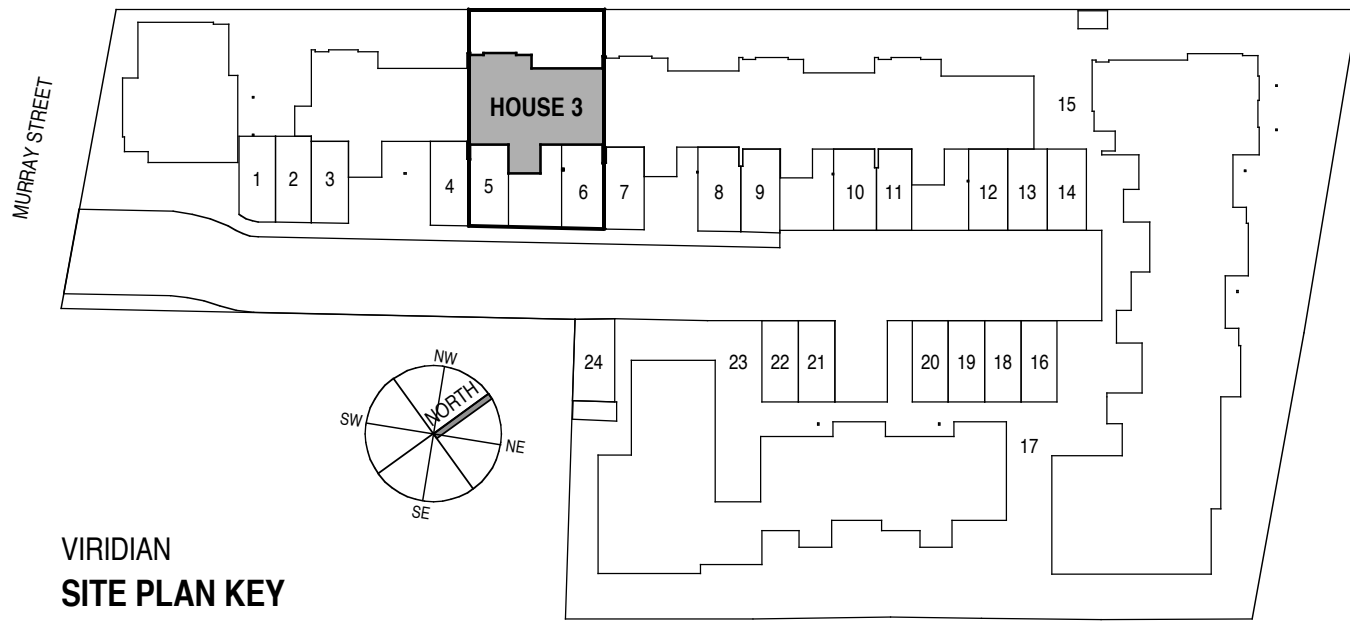 MURRAY STREET
HOUSE 3
15
1 2 3 4 5 6 7 8 9 10 11 12 13 14
24 23 22 21 20 19 18 16
17
NW
NORTH
SW
NE
SE
VIRIDIAN
SITE PLAN KEY